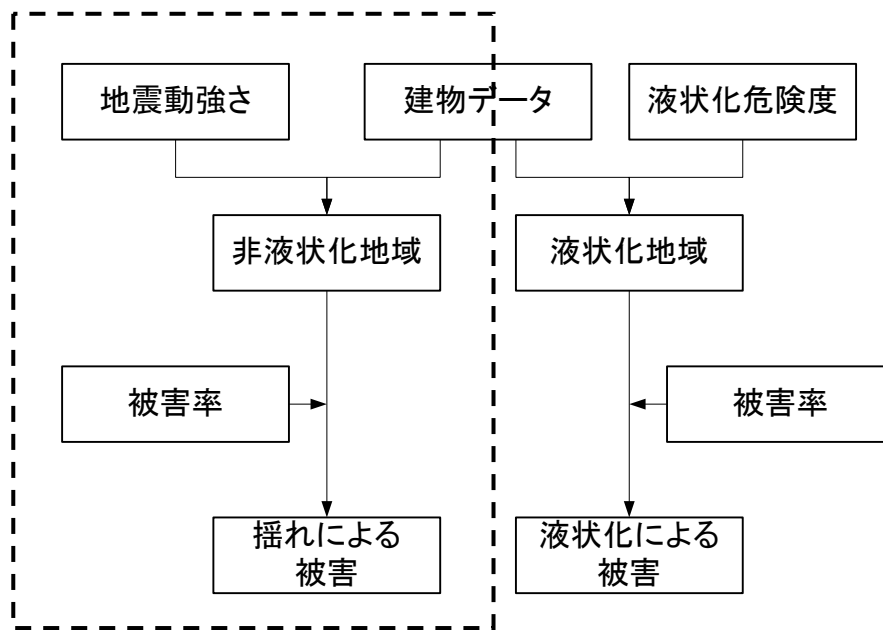 地震動強さ
建物データ
液状化危険度
非液状化地域
液状化地域
被害率
被害率
揺れによる
被害
液状化による
被害